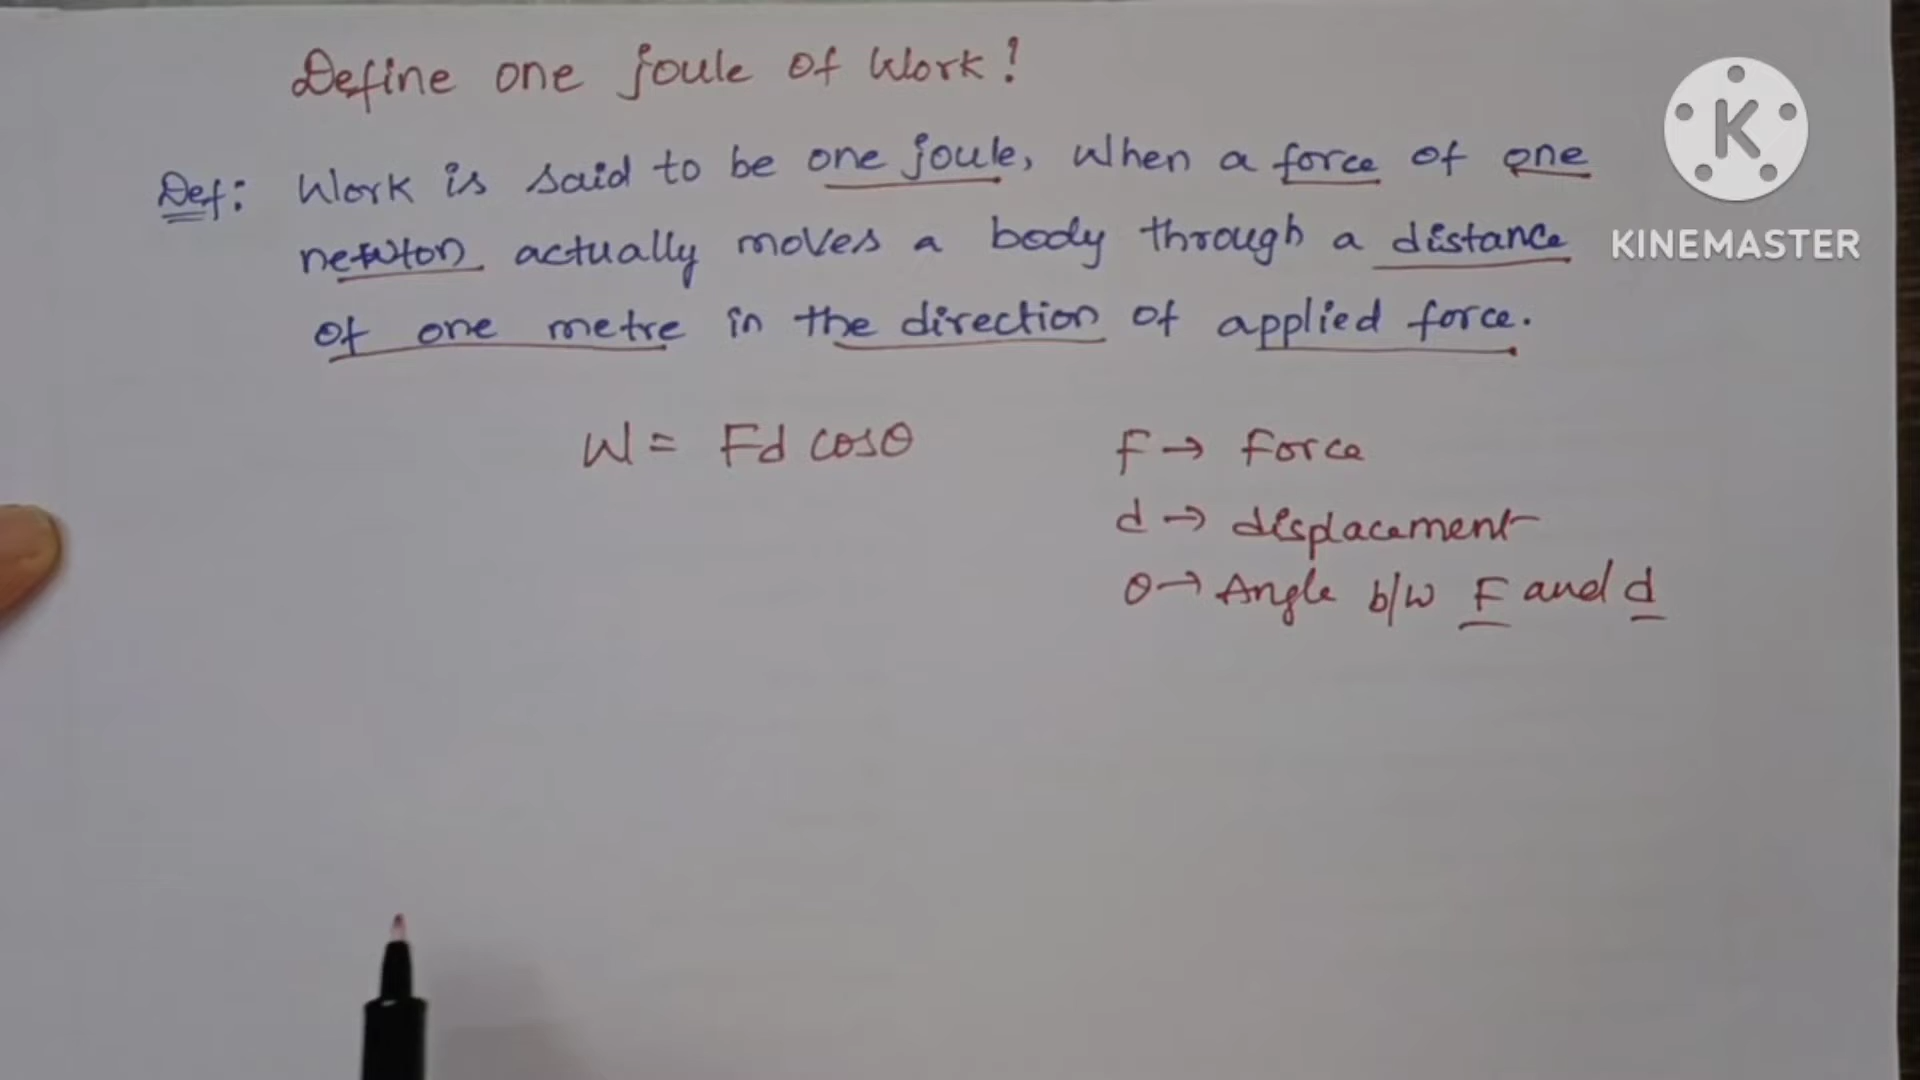 Define one joule of work!
Def: Work is said to be one joule, when a force of one
newton actually moves a body through a distance
of one metre in the direction of applied force.
W = Fd cosθ
F → Force
d → displacement
θ → Angle b/w F and d
K
KINEMASTER